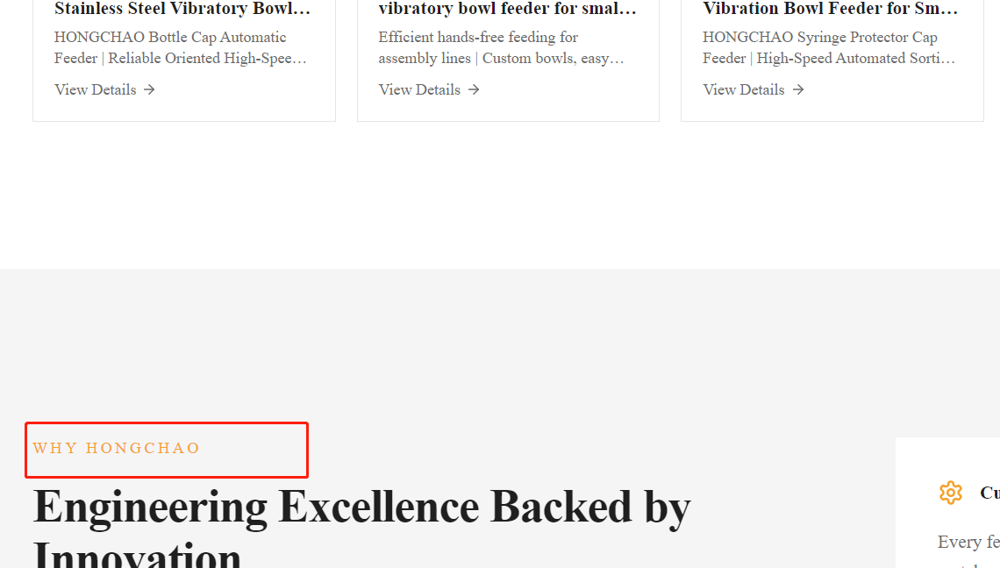 Stainless Steel Vibratory Bowl…
HONGCHAO Bottle Cap Automatic
Feeder | Reliable Oriented High-Spee…
View Details →
vibratory bowl feeder for smal…
Efficient hands-free feeding for
assembly lines | Custom bowls, easy…
View Details →
Vibration Bowl Feeder for Sm…
HONGCHAO Syringe Protector Cap
Feeder | High-Speed Automated Sorti…
View Details →
WHY HONGCHAO
Engineering Excellence Backed by
Innovation
Cu
Every fe